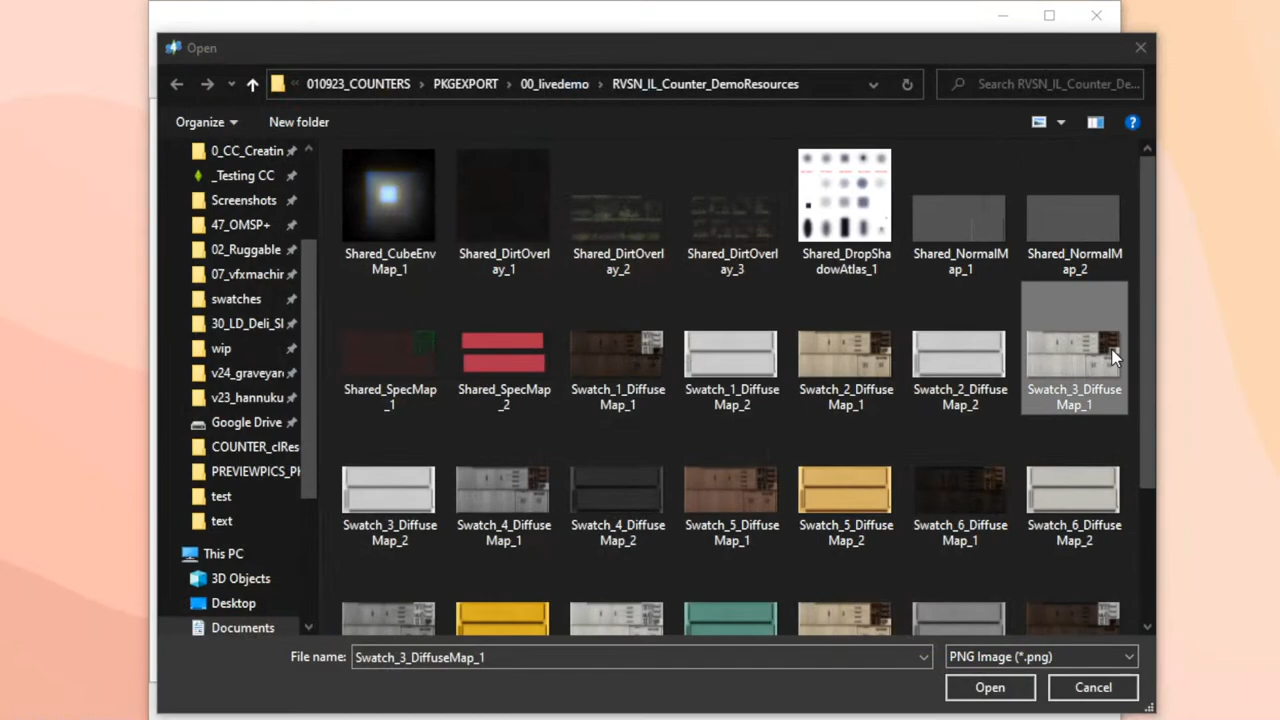 Open
010923_COUNTERS > PKGEXPORT > 00_livedemo > RVSN_IL_Counter_DemoResources
Search RVSN_IL_Counter_De...
Organize
New folder
0_CC_Creatin
_Testing CC
Screenshots
47_OMSP+
02_Ruggable
07_vfxmachin
swatches
30_LD_Deli_Sl
wip
v24_graveyard
v23_hannuku
Google Drive
COUNTER_clRes
PREVIEWPICS_P
test
text
This PC
3D Objects
Desktop
Documents
Shared_CubeEnv
Map_1
Shared_DirtOverl
ay_1
Shared_DirtOverl
ay_2
Shared_DirtOverl
ay_3
Shared_DropSha
dowAtlas_1
Shared_NormalM
ap_1
Shared_NormalM
ap_2
Shared_SpecMap
_1
Shared_SpecMap
_2
Swatch_1_Diffuse
Map_1
Swatch_1_Diffuse
Map_2
Swatch_2_Diffuse
Map_1
Swatch_2_Diffuse
Map_2
Swatch_3_Diffuse
Map_1
Swatch_3_Diffuse
Map_2
Swatch_4_Diffuse
Map_1
Swatch_4_Diffuse
Map_2
Swatch_5_Diffuse
Map_1
Swatch_5_Diffuse
Map_2
Swatch_6_Diffuse
Map_1
Swatch_6_Diffuse
Map_2
File name:
Swatch_3_DiffuseMap_1
PNG Image (*.png)
Open
Cancel